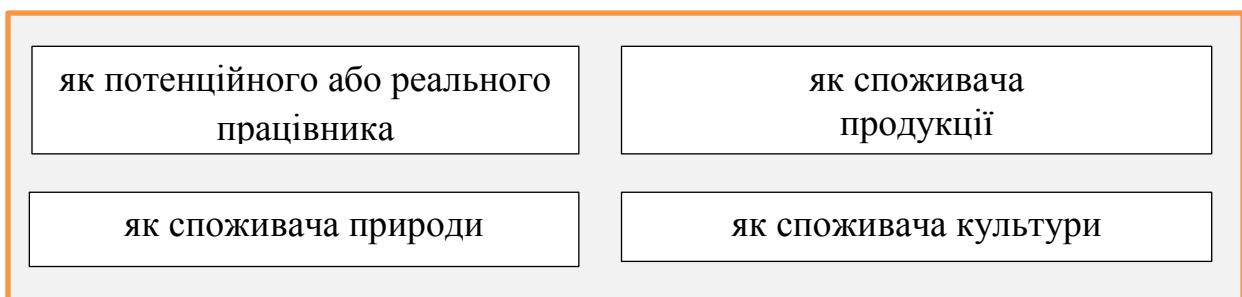 як потенційного або реального
працівника
як споживача
продукції
як споживача природи
як споживача культури